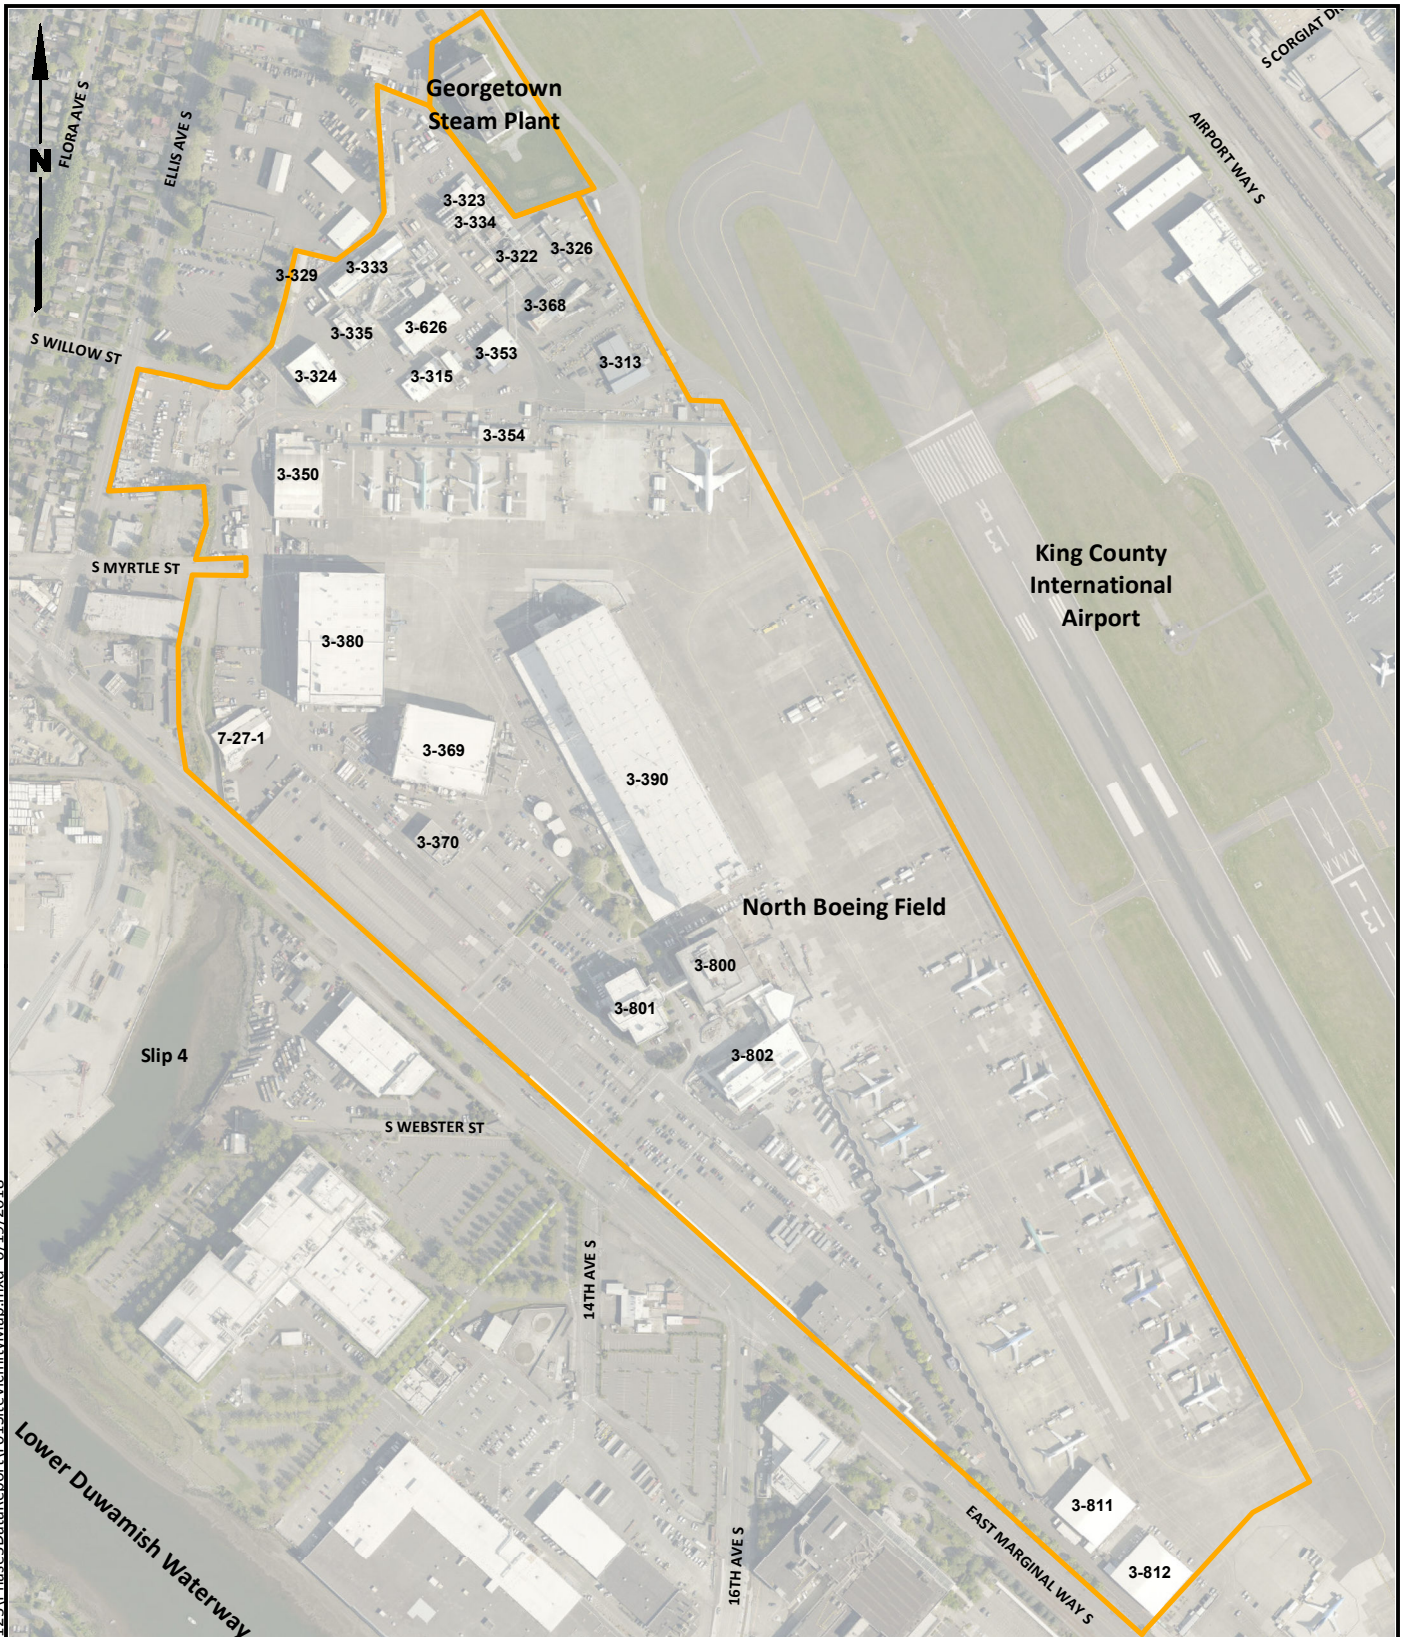 S CORGIAT DR
Georgetown
Steam Plant
FLORA AVE S
ELLIS AVE S
AIRPORT WAY S
N
3-323
3-334
3-322
3-326
3-329
3-333
3-368
3-335
3-626
3-353
3-313
S WILLOW ST
3-324
3-315
3-354
3-350
13R
King County
International
Airport
S MYRTLE ST
3-380
7-27-1
3-369
3-390
3-370
North Boeing Field
3-800
3-801
3-802
Slip 4
S WEBSTER ST
14TH AVE S
Lower Duwamish Waterway
16TH AVE S
EAST MARGINAL WAY S
3-811
3-812